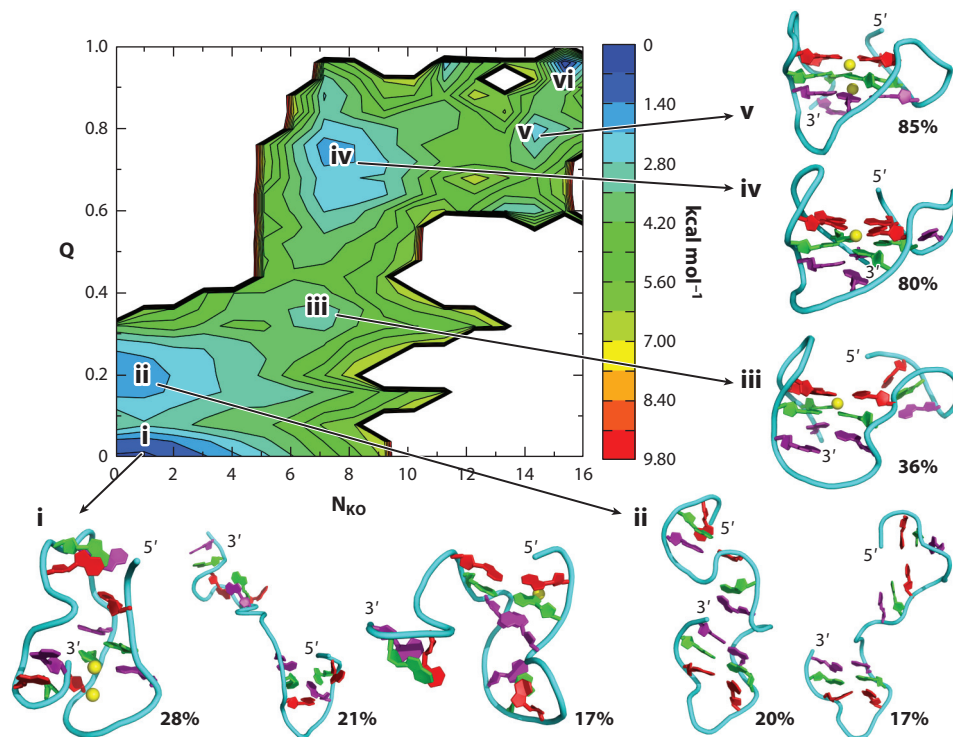 1.0
0.8
0.6
0.4
0.2
0
Q
0 2 4 6 8 10 12 14 16
N_KO
i
ii
iii
iv
v
vi
0
1.40
2.80
4.20
5.60
7.00
8.40
9.80
kcal mol⁻¹
v
5′
3′
85%
iv
5′
3′
80%
iii
5′
3′
36%
i
5′
3′
28%
3′
5′
21%
5′
3′
17%
ii
5′
3′
20%
5′
3′
17%